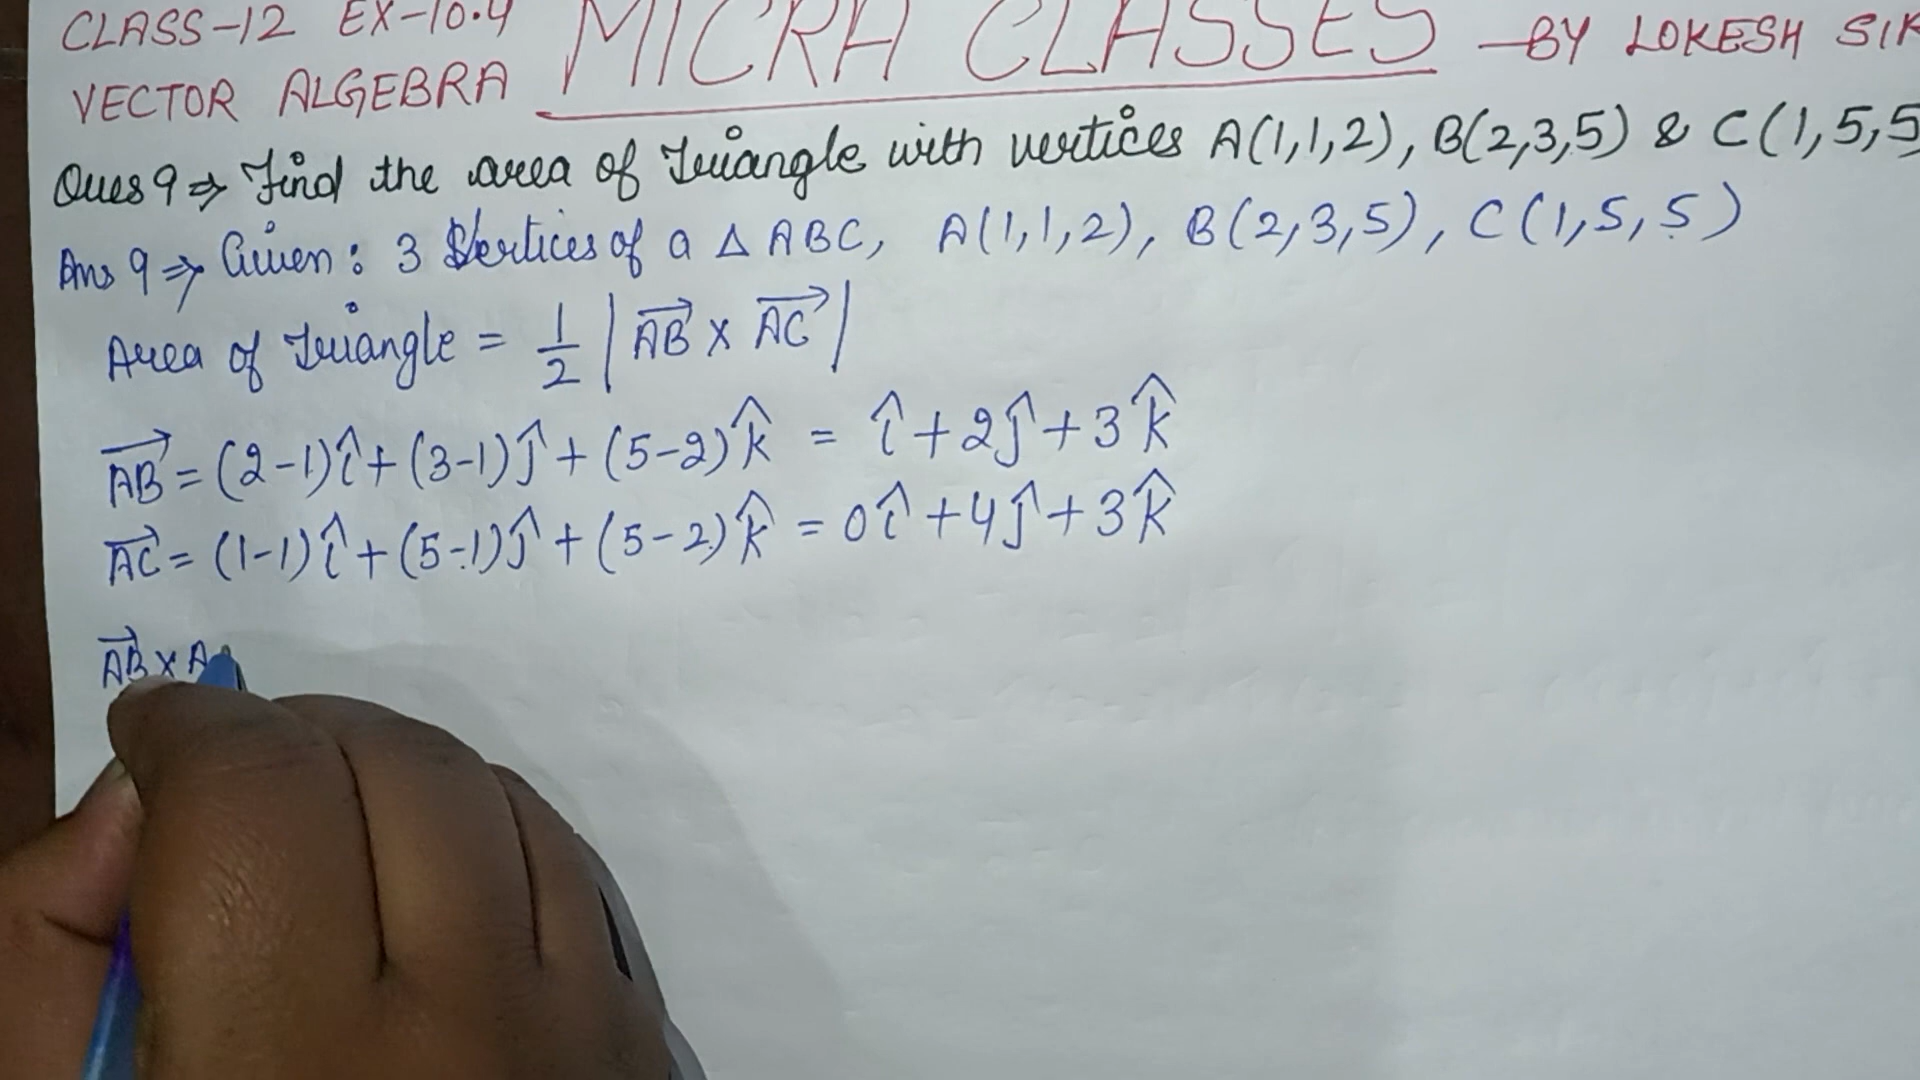 CLASS-12 EX-10.4 MICRA CLASSES -BY LOKESH SIR
VECTOR ALGEBRA
Ques 9 ⇒ Find the area of Triangle with vertices A(1,1,2), B(2,3,5) & C(1,5,5
Ans 9 ⇒ Given : 3 Vertices of a △ ABC, A(1,1,2), B(2,3,5), C(1,5,5)
Area of Triangle = 1/2 |AB⃗ × AC⃗|
AB⃗ = (2-1)î + (3-1)ĵ + (5-2)k̂ = î + 2ĵ + 3k̂
AC⃗ = (1-1)î + (5-1)ĵ + (5-2)k̂ = 0î + 4ĵ + 3k̂
AB⃗ × A